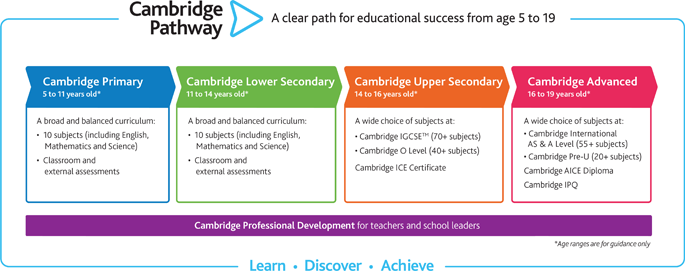 Cambridge
Pathway
A clear path for educational success from age 5 to 19
Cambridge Primary
5 to 11 years old*
A broad and balanced curriculum:
• 10 subjects (including English,
Mathematics and Science)
• Classroom and
external assessments
Cambridge Lower Secondary
11 to 14 years old*
A broad and balanced curriculum:
• 10 subjects (including English,
Mathematics and Science)
• Classroom and
external assessments
Cambridge Upper Secondary
14 to 16 years old*
A wide choice of subjects at:
• Cambridge IGCSE™ (70+ subjects)
• Cambridge O Level (40+ subjects)
Cambridge ICE Certificate
Cambridge Advanced
16 to 19 years old*
A wide choice of subjects at:
• Cambridge International
AS & A Level (55+ subjects)
• Cambridge Pre-U (20+ subjects)
Cambridge AICE Diploma
Cambridge IPQ
Cambridge Professional Development for teachers and school leaders
*Age ranges are for guidance only
Learn • Discover • Achieve